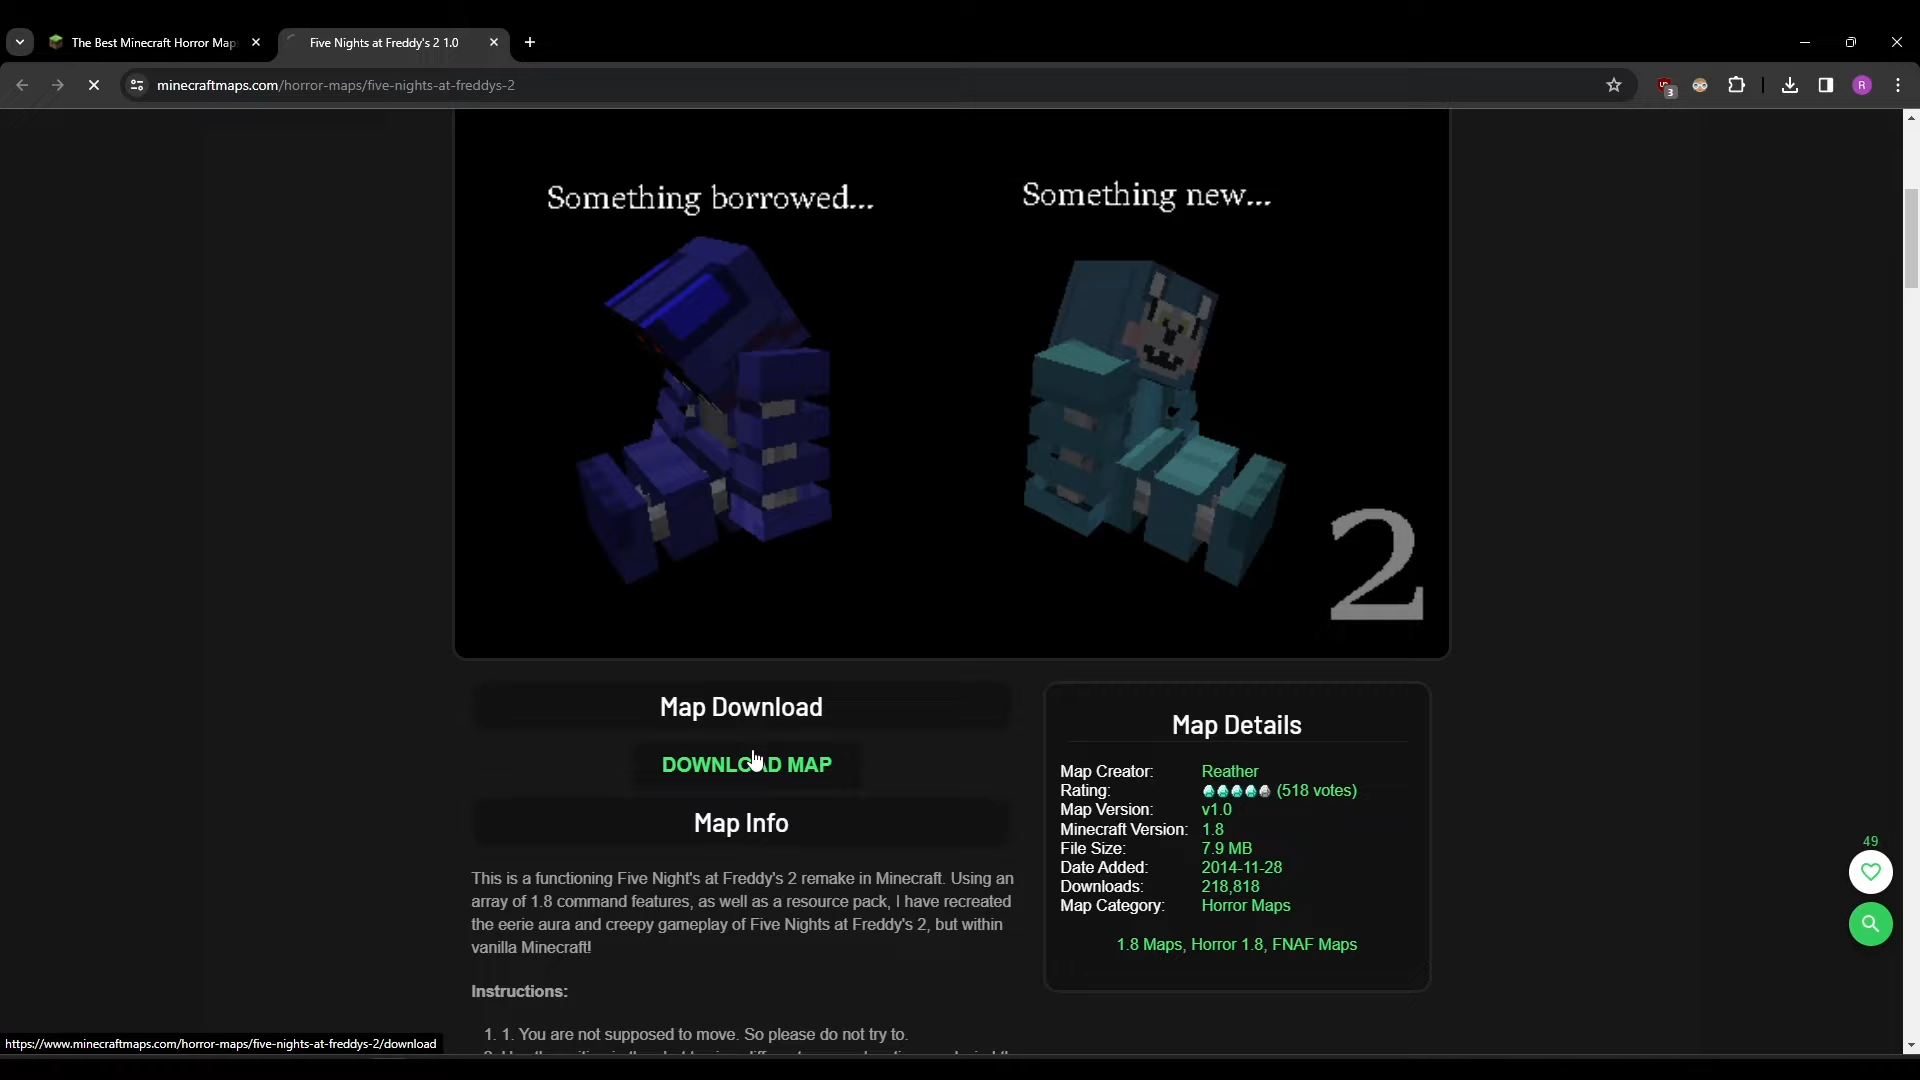 The Best Minecraft Horror Map
Five Nights at Freddy's 2 1.0
minecraftmaps.com/horror-maps/five-nights-at-freddys-2
3
R
Something borrowed...
Something new...
2
Map Download
DOWNLOAD MAP
Map Info
This is a functioning Five Night's at Freddy's 2 remake in Minecraft. Using an
array of 1.8 command features, as well as a resource pack, I have recreated
the eerie aura and creepy gameplay of Five Nights at Freddy's 2, but within
vanilla Minecraft!
Instructions:
1. 1. You are not supposed to move. So please do not try to.
Map Details
Map Creator: Reather
Rating: (518 votes)
Map Version: v1.0
Minecraft Version: 1.8
File Size: 7.9 MB
Date Added: 2014-11-28
Downloads: 218,818
Map Category: Horror Maps
1.8 Maps, Horror 1.8, FNAF Maps
49
https://www.minecraftmaps.com/horror-maps/five-nights-at-freddys-2/download